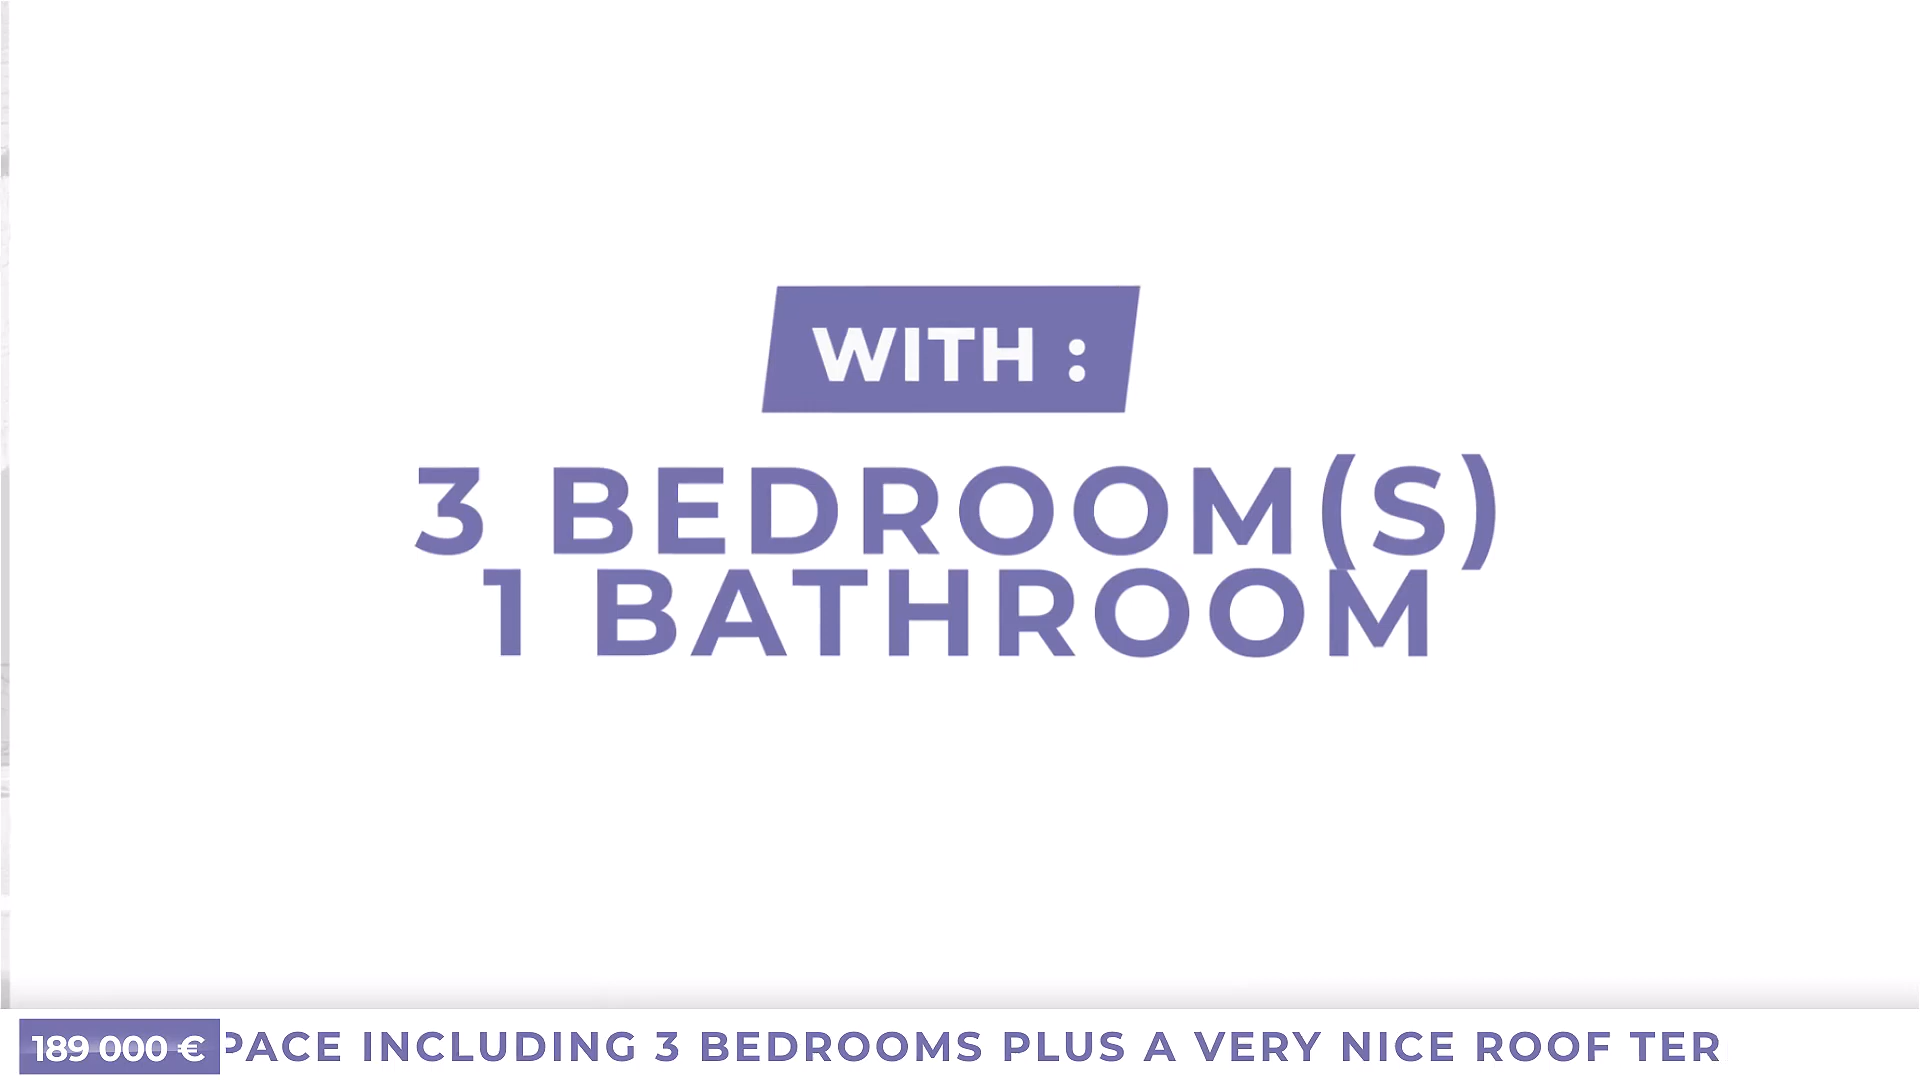 WITH :
3 BEDROOM(S)
1 BATHROOM
189 000 € PACE INCLUDING 3 BEDROOMS PLUS A VERY NICE ROOF TER